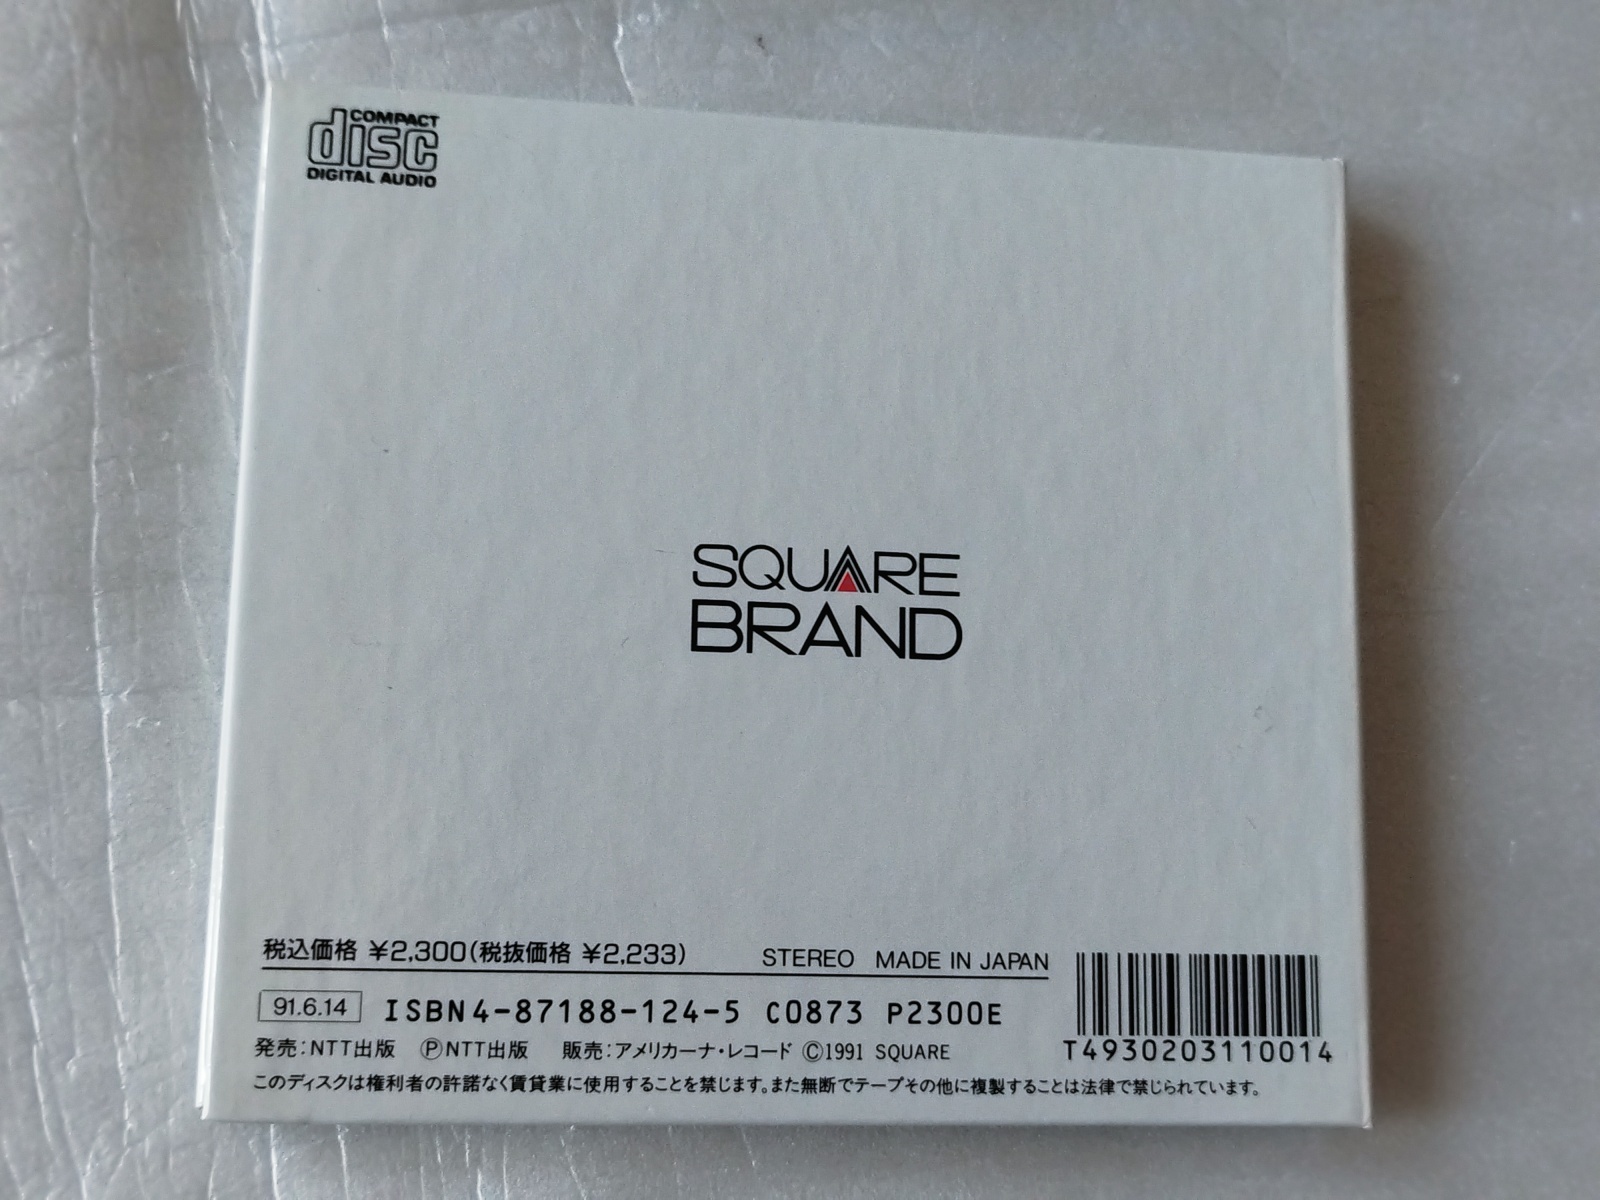 COMPACT
disc
DIGITAL AUDIO
SQUARE
BRAND
税込価格 ¥2,300(税抜価格 ¥2,233) STEREO MADE IN JAPAN
91.6.14 ISBN4-87188-124-5 C0873 P2300E
発売:NTT出版 ⓅNTT出版 販売:アメリカーナ・レコード ©1991 SQUARE
T4930203110014
このディスクは権利者の許諾なく賃貸業に使用することを禁じます。また無断でテープその他に複製することは法律で禁じられています。